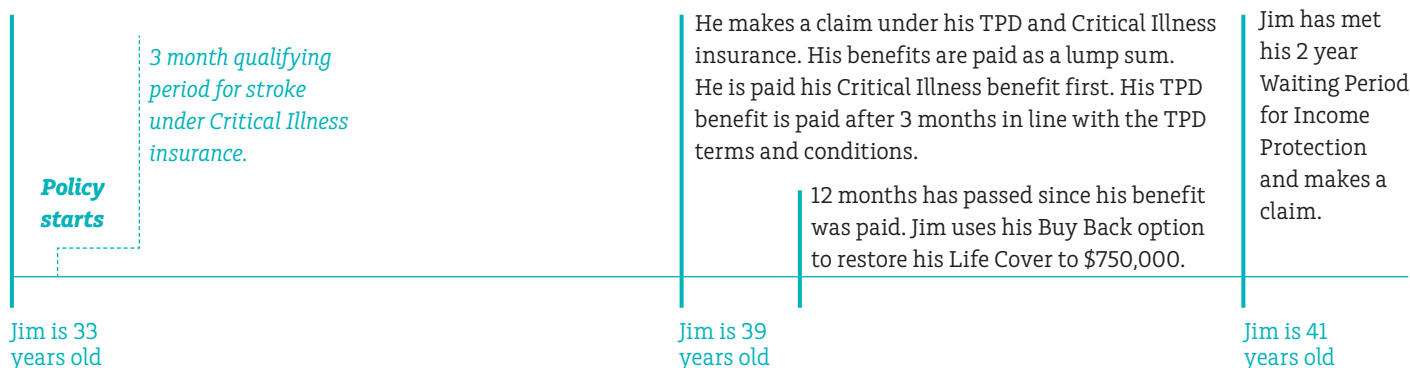 3 month qualifying
period for stroke
under Critical Illness
insurance.
Policy
starts
He makes a claim under his TPD and Critical Illness
insurance. His benefits are paid as a lump sum.
He is paid his Critical Illness benefit first. His TPD
benefit is paid after 3 months in line with the TPD
terms and conditions.
12 months has passed since his benefit
was paid. Jim uses his Buy Back option
to restore his Life Cover to $750,000.
Jim has met
his 2 year
Waiting Period
for Income
Protection
and makes a
claim.
Jim is 33
years old
Jim is 39
years old
Jim is 41
years old